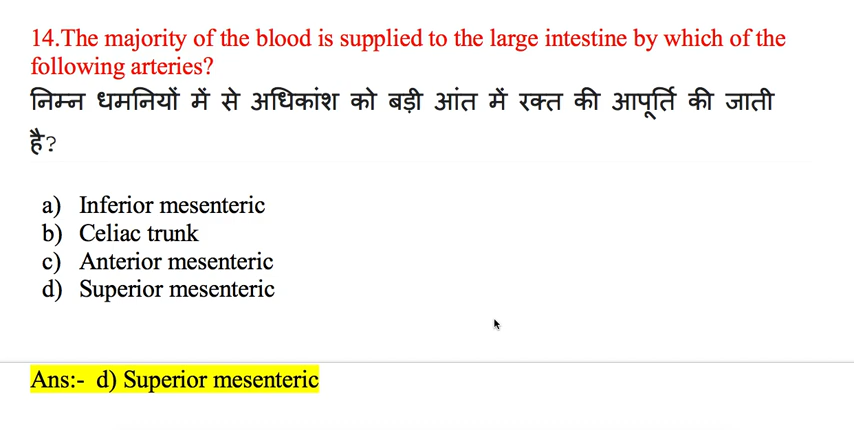 14.The majority of the blood is supplied to the large intestine by which of the
following arteries?
निम्न धमनियों में से अधिकांश को बड़ी आंत में रक्त की आपूर्ति की जाती
है?
a) Inferior mesenteric
b) Celiac trunk
c) Anterior mesenteric
d) Superior mesenteric
Ans:- d) Superior mesenteric